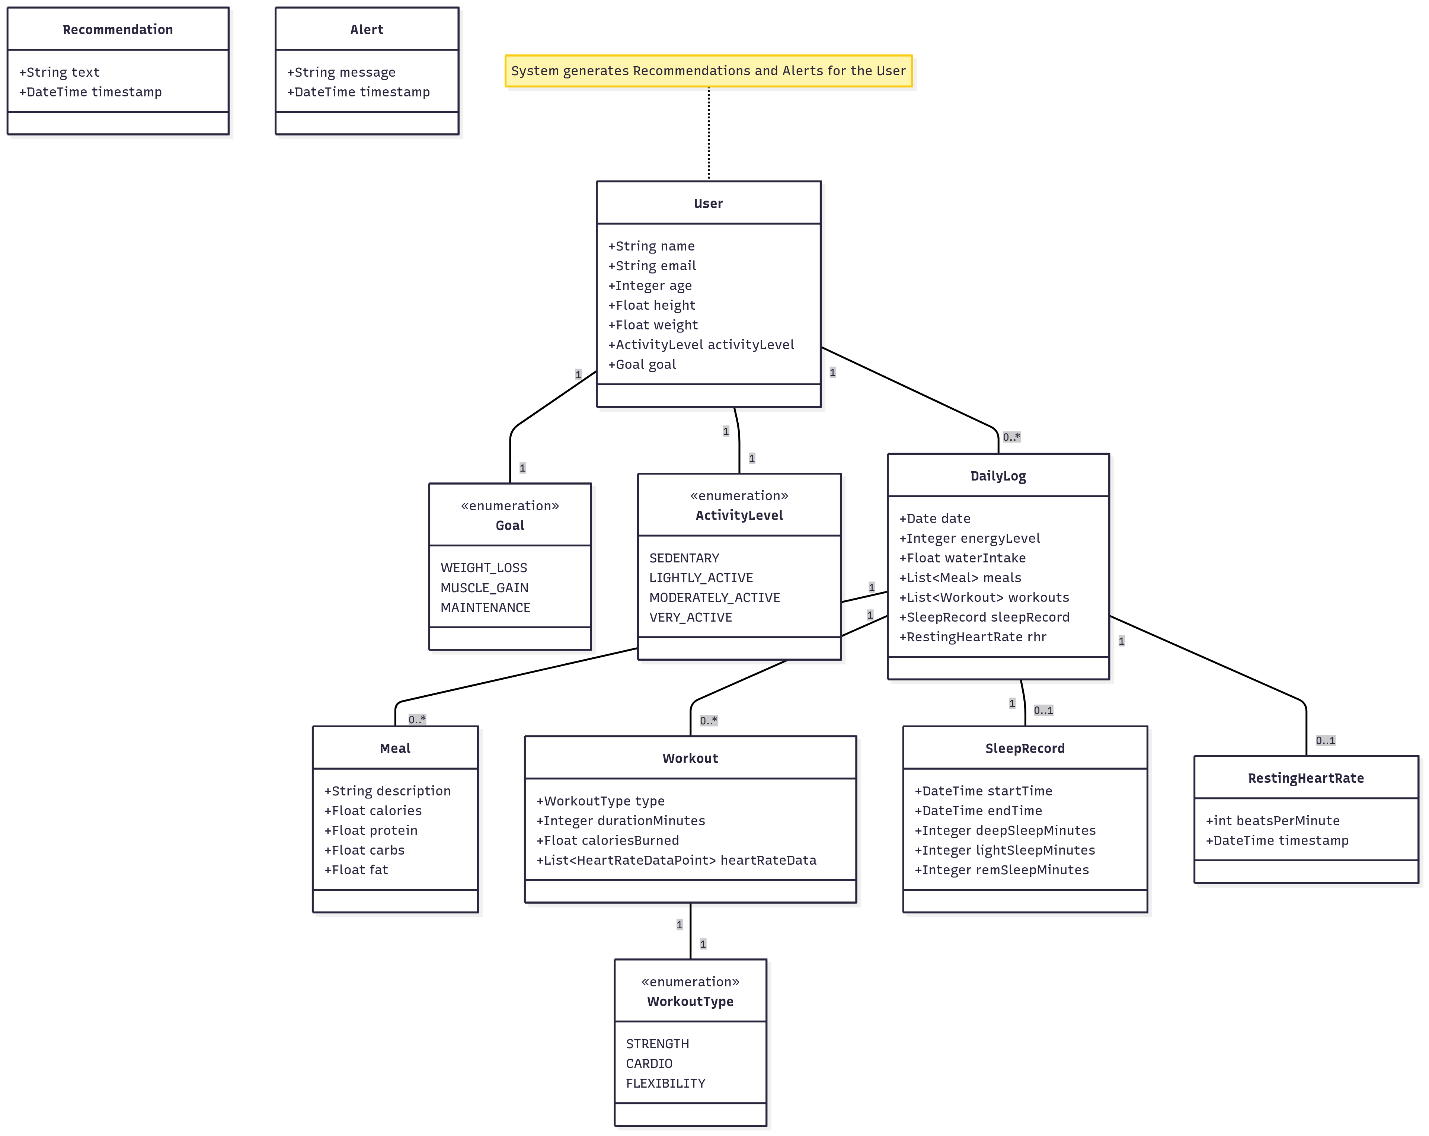 Recommendation
+String text
+DateTime timestamp
Alert
+String message
+DateTime timestamp
System generates Recommendations and Alerts for the User
User
+String name
+String email
+Integer age
+Float height
+Float weight
+ActivityLevel activityLevel
+Goal goal
1
1
1
1
1
0..*
«enumeration»
Goal
WEIGHT_LOSS
MUSCLE_GAIN
MAINTENANCE
«enumeration»
ActivityLevel
SEDENTARY
LIGHTLY_ACTIVE
MODERATELY_ACTIVE
VERY_ACTIVE
DailyLog
+Date date
+Integer energyLevel
+Float waterIntake
+List<Meal> meals
+List<Workout> workouts
+SleepRecord sleepRecord
+RestingHeartRate rhr
1
1
1
1
0..*
0..*
0..1
0..1
Meal
+String description
+Float calories
+Float protein
+Float carbs
+Float fat
Workout
+WorkoutType type
+Integer durationMinutes
+Float caloriesBurned
+List<HeartRateDataPoint> heartRateData
SleepRecord
+DateTime startTime
+DateTime endTime
+Integer deepSleepMinutes
+Integer lightSleepMinutes
+Integer remSleepMinutes
RestingHeartRate
+int beatsPerMinute
+DateTime timestamp
1
1
«enumeration»
WorkoutType
STRENGTH
CARDIO
FLEXIBILITY